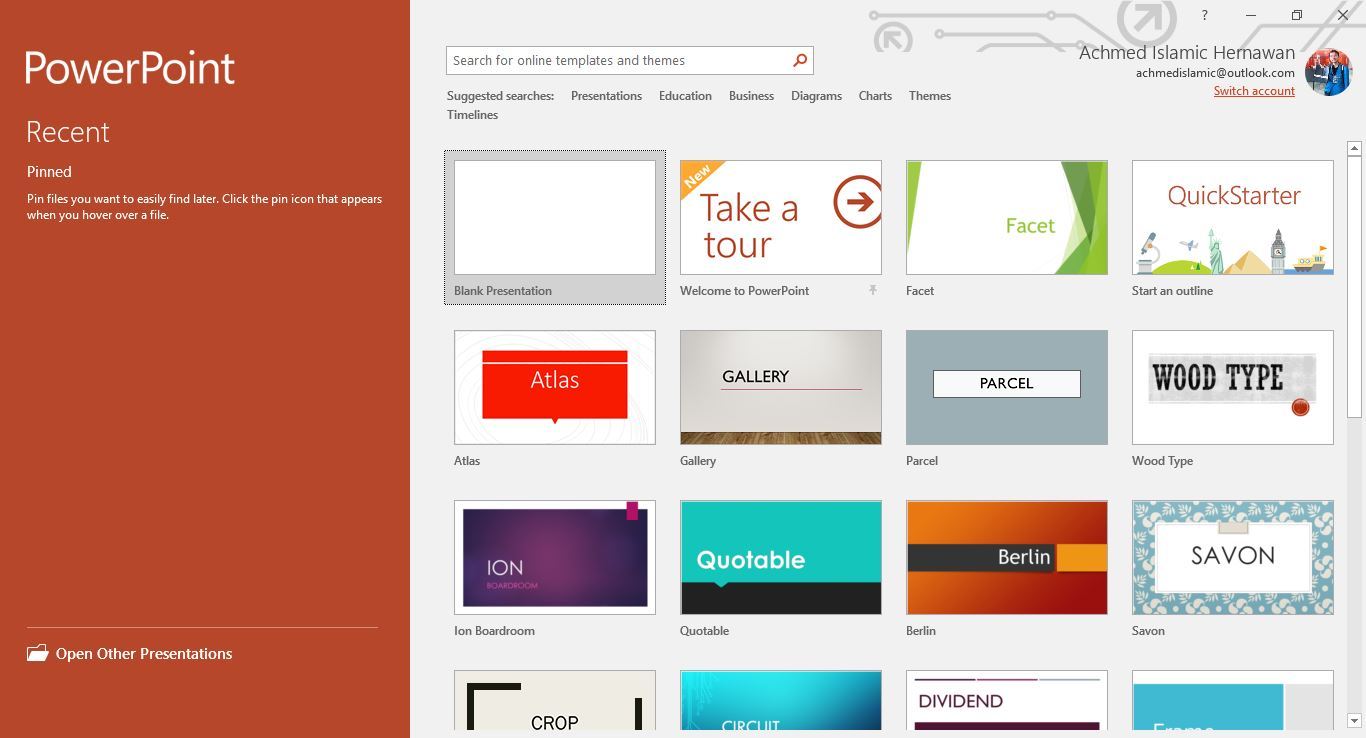 ?
PowerPoint
Recent
Pinned
Pin files you want to easily find later. Click the pin icon that appears
when you hover over a file.
Open Other Presentations
Search for online templates and themes
Achmed Islamic Hernawan
achmedislamic@outlook.com
Switch account
Suggested searches: Presentations Education Business Diagrams Charts Themes
Timelines
Blank Presentation
New
Take a
tour
Welcome to PowerPoint
Facet
Facet
QuickStarter
Start an outline
Atlas
Atlas
GALLERY
Gallery
PARCEL
Parcel
WOOD TYPE
Wood Type
ION
BOARDROOM
Ion Boardroom
Quotable
Quotable
Berlin
Berlin
SAVON
Savon
CROP
CIRCUIT
DIVIDEND
Frame